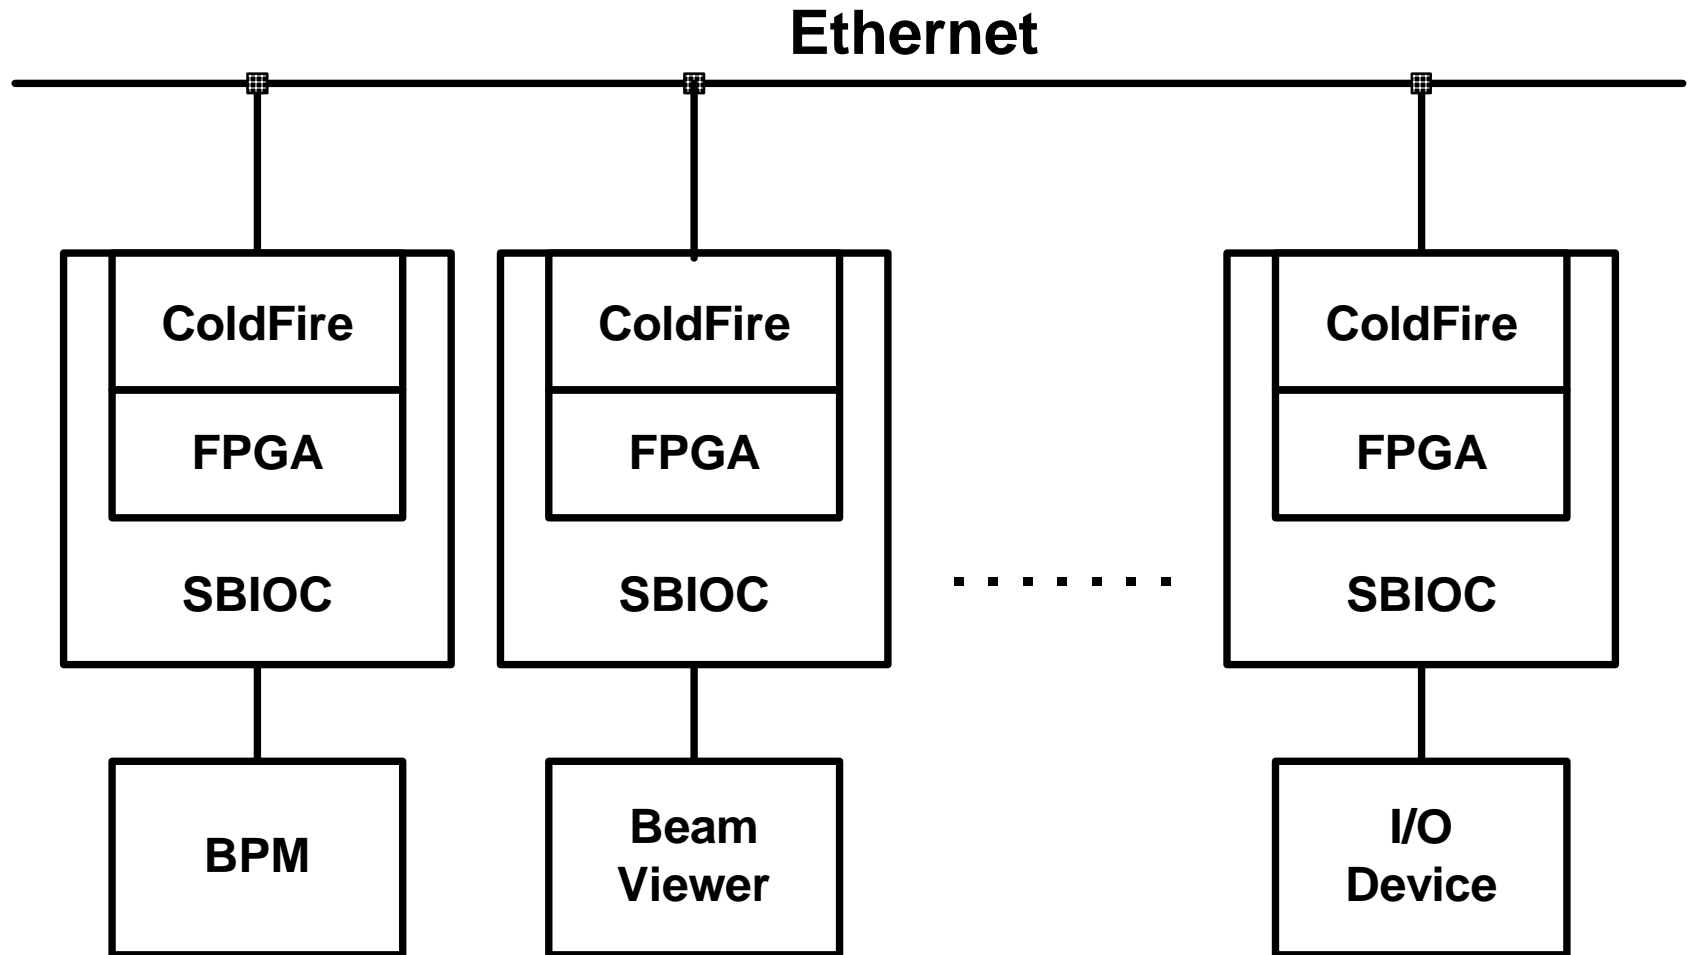 Ethernet
ColdFire
ColdFire
ColdFire
FPGA
FPGA
FPGA
SBIOC
SBIOC
SBIOC
BPM
Beam
Viewer
I/O
Device